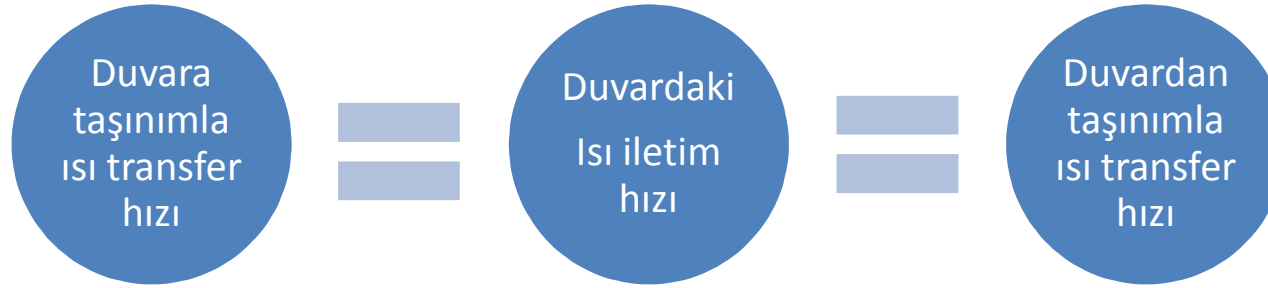 Duvara
taşınımla
ısı transfer
hızı
Duvardaki
Isı iletim
hızı
Duvardan
taşınımla
ısı transfer
hızı